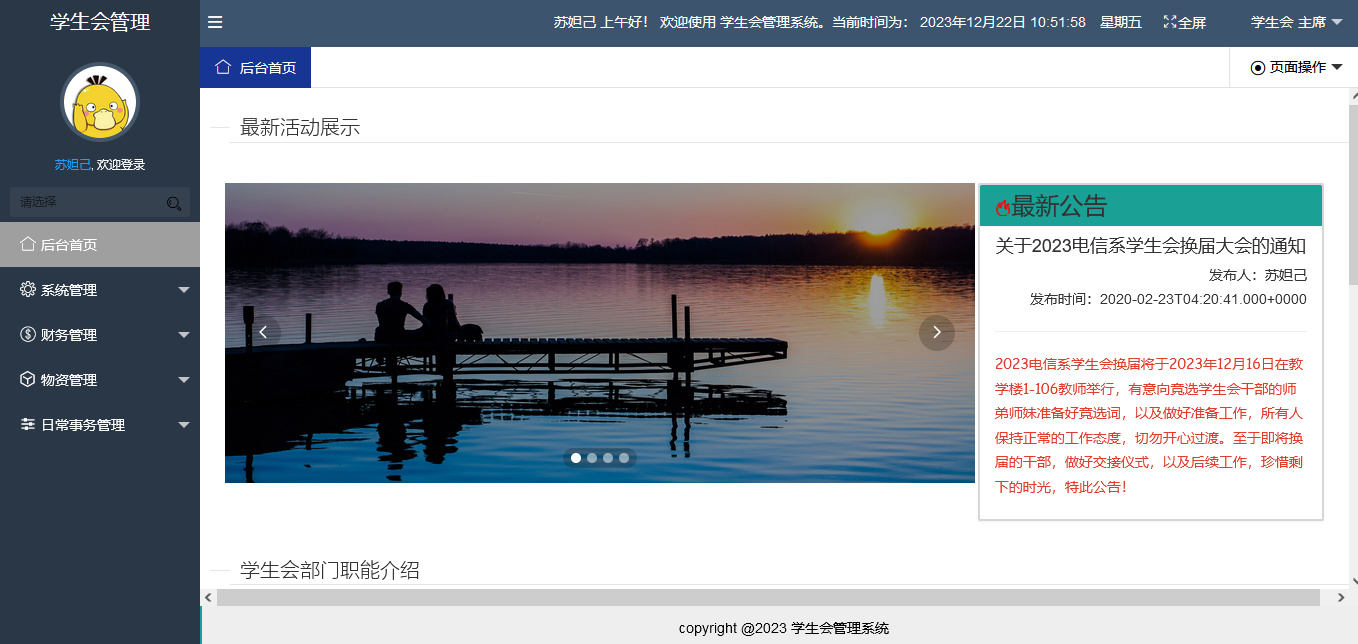 学生会管理
苏妲己 上午好! 欢迎使用 学生会管理系统。当前时间为: 2023年12月22日 10:51:58 星期五 全屏 学生会 主席
后台首页
页面操作
苏妲己, 欢迎登录
请选择
后台首页
系统管理
财务管理
物资管理
日常事务管理
最新活动展示
最新公告
关于2023电信系学生会换届大会的通知
发布人: 苏妲己
发布时间: 2020-02-23T04:20:41.000+0000
2023电信系学生会换届将于2023年12月16日在教
学楼1-106教师举行, 有意向竞选学生会干部的师
弟师妹准备好竞选词, 以及做好准备工作, 所有人
保持正常的工作态度, 切勿开心过渡。至于即将换
届的干部, 做好交接仪式, 以及后续工作, 珍惜剩
下的时光, 特此公告!
学生会部门职能介绍
copyright @2023 学生会管理系统